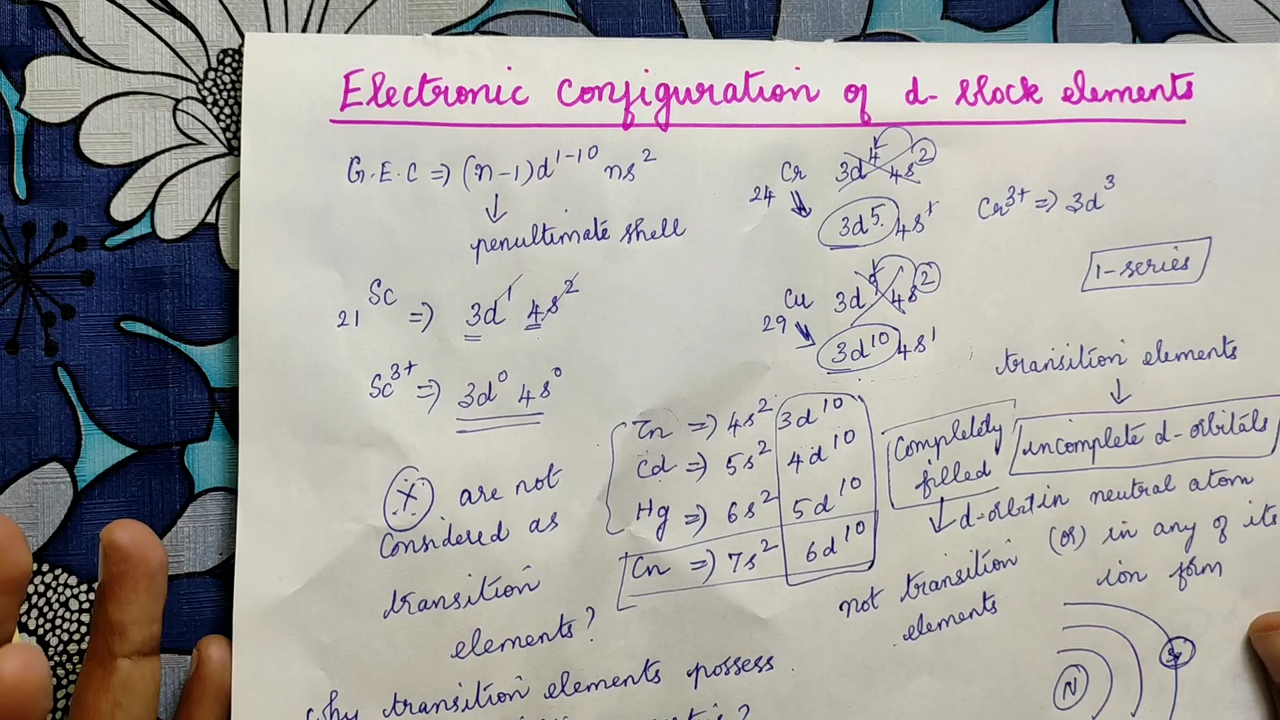 Electronic configuration of d- block elements
G.E.C ⇒ (n-1)d¹⁻¹⁰ ns²
↓
penultimate shell
₂₁Sc ⇒ 3d¹ 4s²
Sc³⁺ ⇒ 3d⁰ 4s⁰
Cr 3d⁴ 4s²
24
3d⁵ 4s¹
Cr³⁺ ⇒ 3d³
Cu 3d⁹ 4s²
29
3d¹⁰ 4s¹
1-series
Zn ⇒ 4s² 3d¹⁰
Cd ⇒ 5s² 4d¹⁰
Hg ⇒ 6s² 5d¹⁰
Cn ⇒ 7s² 6d¹⁰
are not
considered as
transition
elements?
completely
filled
↓
not transition
elements
transition elements
↓
incomplete d-orbitals
d-orbt in neutral atom
(or) in any of its
ion form
N
Why transition elements possess